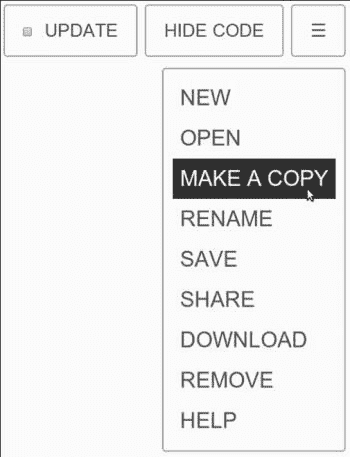 UPDATE HIDE CODE ☰
NEW
OPEN
MAKE A COPY
RENAME
SAVE
SHARE
DOWNLOAD
REMOVE
HELP